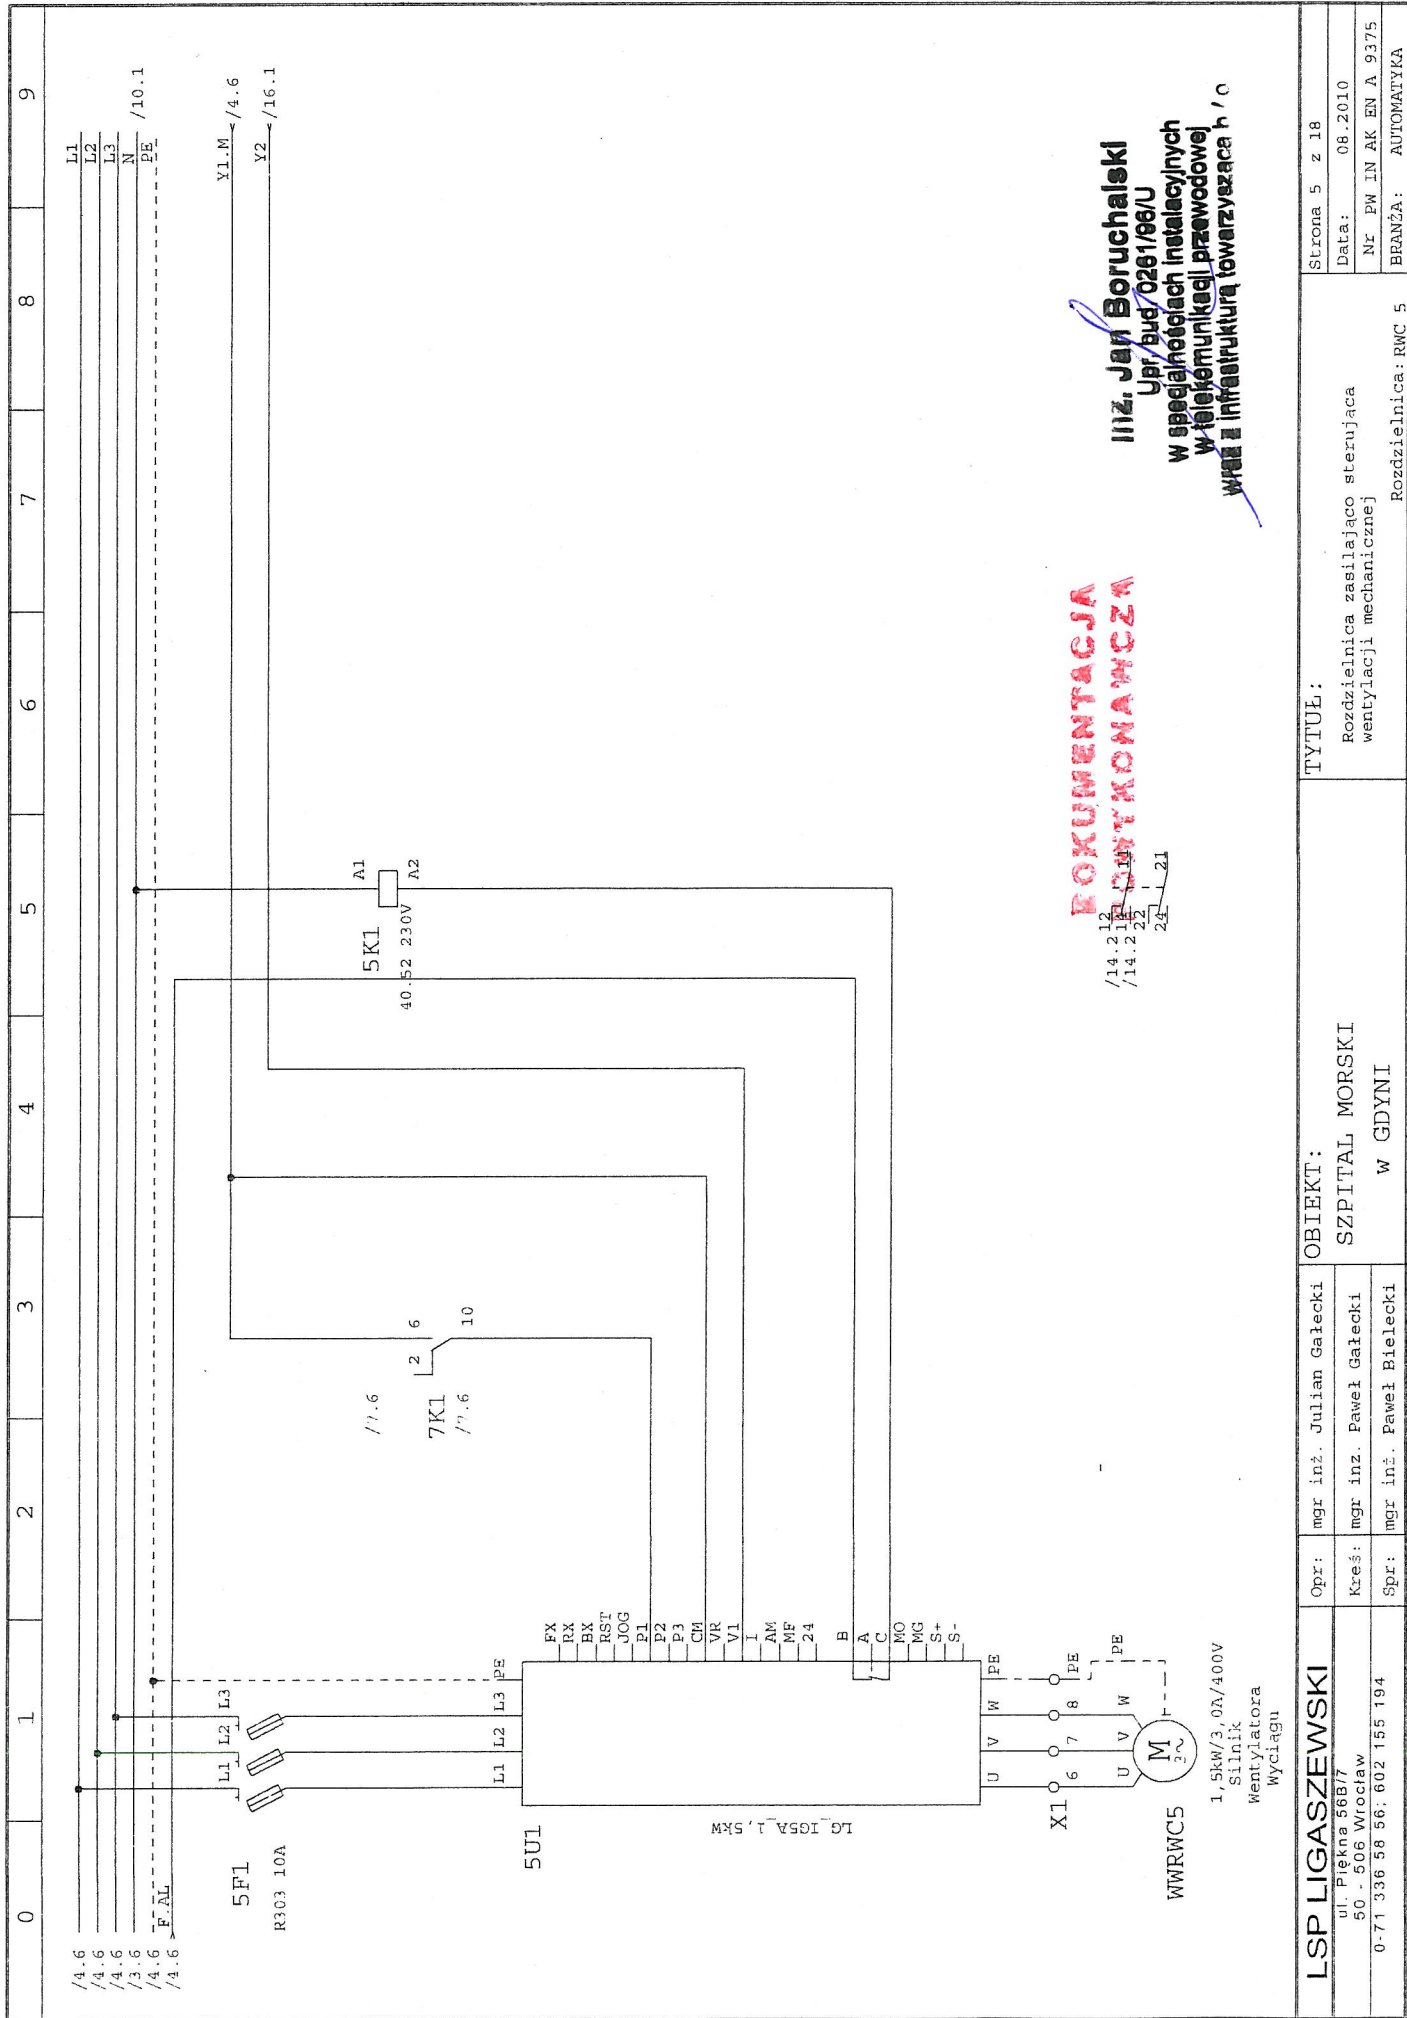 0 1 2 3 4 5 6 7 8 9
/4.6 L1
/4.6 L2
/4.6 L3
/3.6 N /10.1
/4.6 PE
/4.6 F.AL
Y1.M /4.6
Y2 /16.1
5F1
R303 10A
L1 L2 L3
/7.6
2 6
7K1
/7.6 10
5K1
A1
A2
40.52 230V
5U1
L1 L2 L3 PE
LG_IG5A_1,5kW
FX
RX
BX
RST
JOG
P1
P2
P3
CM
VR
V1
I
AM
MF
24
B
A
C
MO
MG
S+
S-
U V W PE
X1
6 7 8 PE
U V W PE
M
3~
WWRWC5
1,5kW/3,0A/400V
Silnik
Wentylatora
Wyciągu
/14.2 12
/14.2 14 11
22
24 21
DOKUMENTACJA
POWYKONAWCZA
inż. Jan Boruchalski
Upr. bud. 0261/96/U
w specjalnościach instalacyjnych
w telekomunikacji przewodowej
wraz z infrastrukturą towarzyszącą
LSP LIGASZEWSKI
ul. Piękna 56B/7
50 - 506 Wrocław
0-71 336 58 56; 602 155 194
Opr: mgr inż. Julian Gałecki
Kreś: mgr inż. Paweł Gałecki
Spr: mgr inż. Paweł Bielecki
OBIEKT:
SZPITAL MORSKI
W GDYNI
TYTUŁ:
Rozdzielnica zasilająco sterująca
wentylacji mechanicznej
Rozdzielnica: RWC 5
Strona 5 z 18
Data: 08.2010
Nr PW IN AK EN A 9375
BRANŻA: AUTOMATYKA